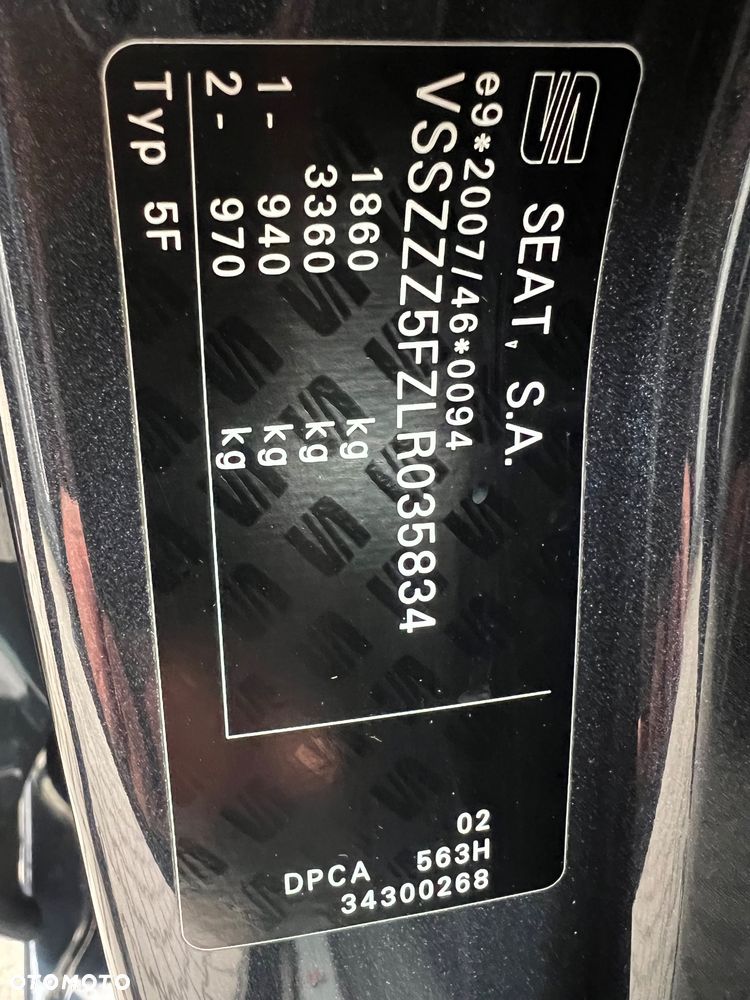 SEAT, S.A.
e9*2007/46*0094
VSSZZZ5FZLR035834
1860 kg
3360 kg
1- 940 kg
2- 970 kg
Typ 5F
02
563H
DPCA
34300268
OTOMOTO